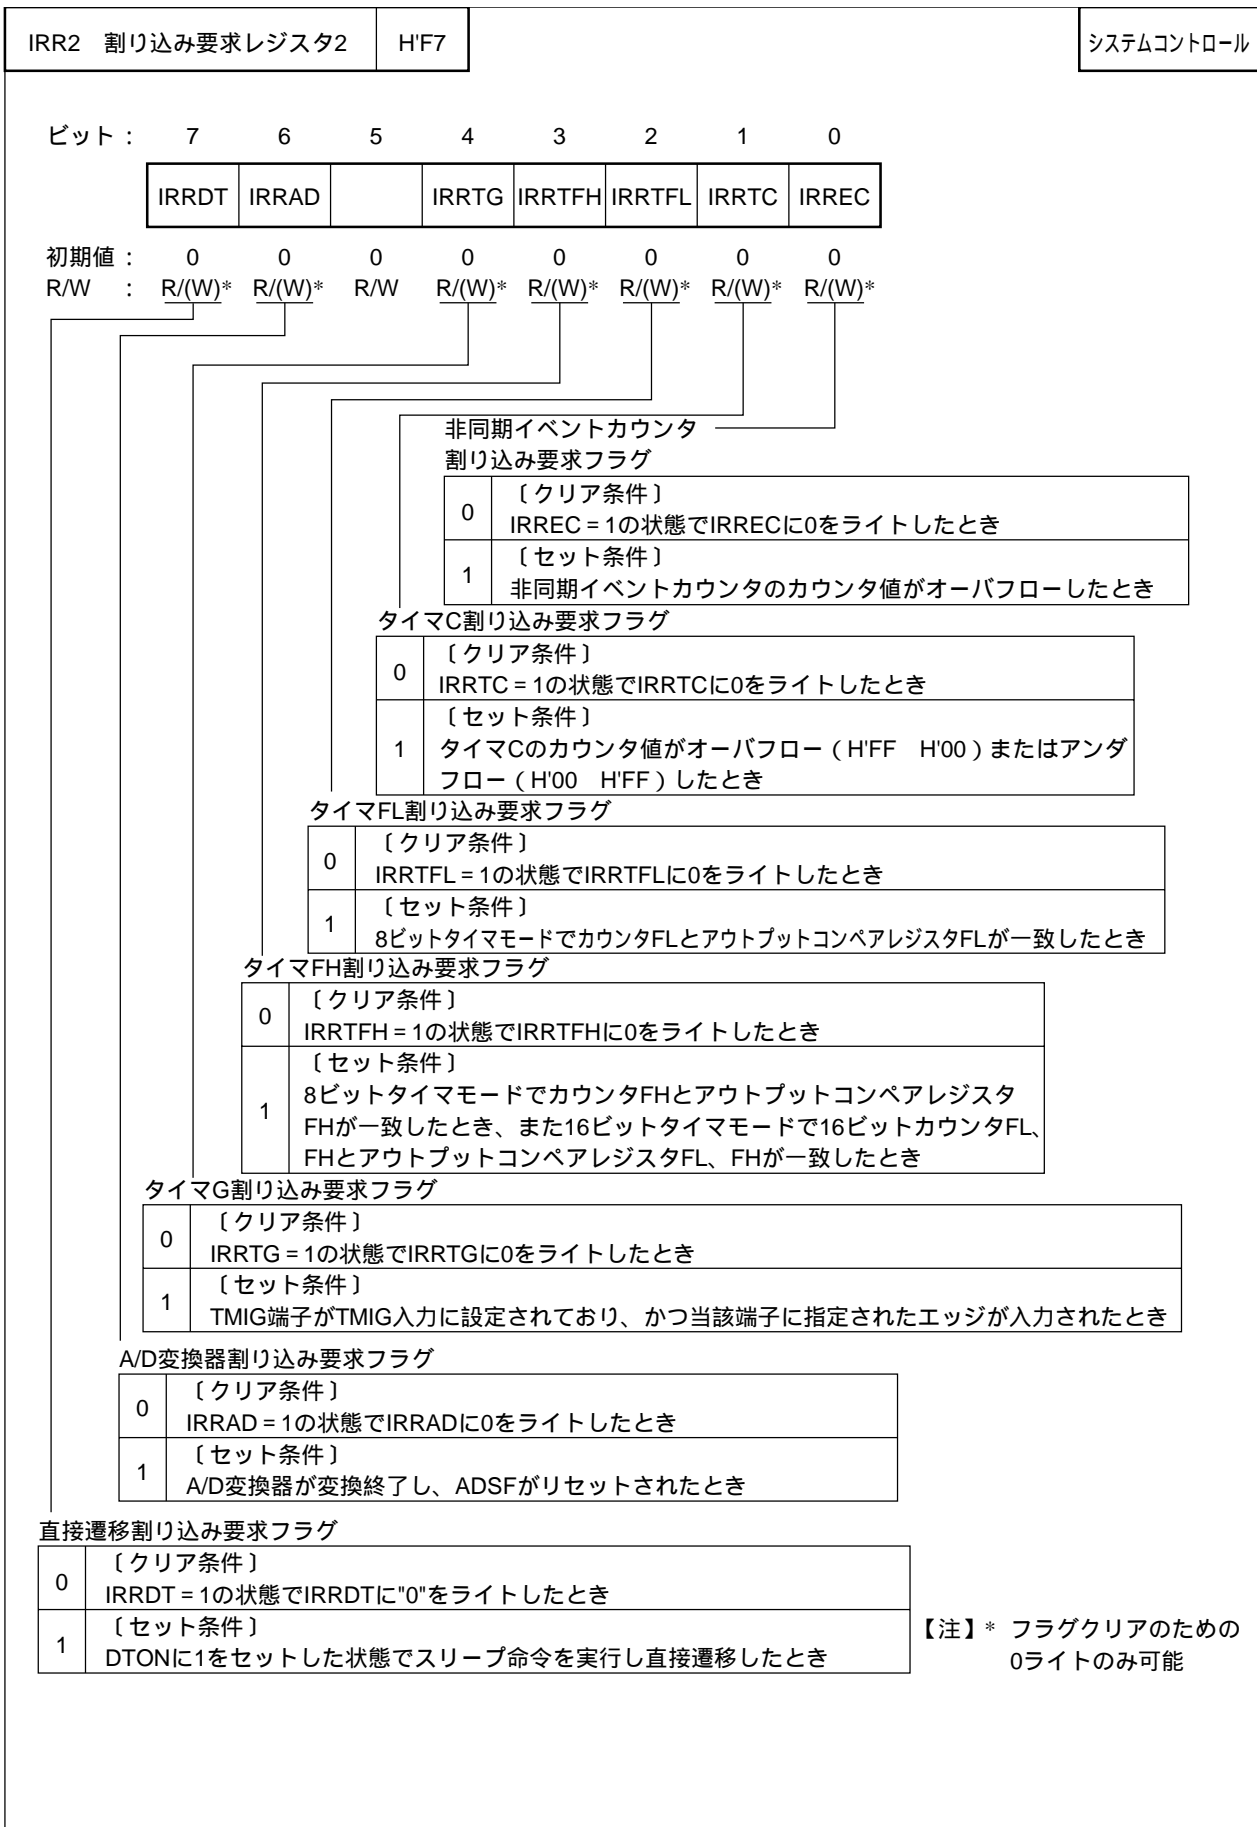 IRR2　割り込み要求レジスタ2　H'F7　システムコントロール
ビット：　7　6　5　4　3　2　1　0
IRRDT　IRRAD　IRRTG　IRRTFH　IRRTFL　IRRTC　IRREC
初期値：　0　0　0　0　0　0　0　0
R/W　：　R/(W)*　R/(W)*　R/W　R/(W)*　R/(W)*　R/(W)*　R/(W)*　R/(W)*
非同期イベントカウンタ
割り込み要求フラグ
0　〔クリア条件〕
IRREC = 1の状態でIRRECに0をライトしたとき
1　〔セット条件〕
非同期イベントカウンタのカウンタ値がオーバフローしたとき
タイマC割り込み要求フラグ
0　〔クリア条件〕
IRRTC = 1の状態でIRRTCに0をライトしたとき
1　〔セット条件〕
タイマCのカウンタ値がオーバフロー（H'FF　H'00）またはアンダ
フロー（H'00　H'FF）したとき
タイマFL割り込み要求フラグ
0　〔クリア条件〕
IRRTFL = 1の状態でIRRTFLに0をライトしたとき
1　〔セット条件〕
8ビットタイマモードでカウンタFLとアウトプットコンペアレジスタFLが一致したとき
タイマFH割り込み要求フラグ
0　〔クリア条件〕
IRRTFH = 1の状態でIRRTFHに0をライトしたとき
1　〔セット条件〕
8ビットタイマモードでカウンタFHとアウトプットコンペアレジスタ
FHが一致したとき、また16ビットタイマモードで16ビットカウンタFL、
FHとアウトプットコンペアレジスタFL、FHが一致したとき
タイマG割り込み要求フラグ
0　〔クリア条件〕
IRRTG = 1の状態でIRRTGに0をライトしたとき
1　〔セット条件〕
TMIG端子がTMIG入力に設定されており、かつ当該端子に指定されたエッジが入力されたとき
A/D変換器割り込み要求フラグ
0　〔クリア条件〕
IRRAD = 1の状態でIRRADに0をライトしたとき
1　〔セット条件〕
A/D変換器が変換終了し、ADSFがリセットされたとき
直接遷移割り込み要求フラグ
0　〔クリア条件〕
IRRDT = 1の状態でIRRDTに"0"をライトしたとき
1　〔セット条件〕
DTONに1をセットした状態でスリープ命令を実行し直接遷移したとき
【注】* フラグクリアのための
0ライトのみ可能